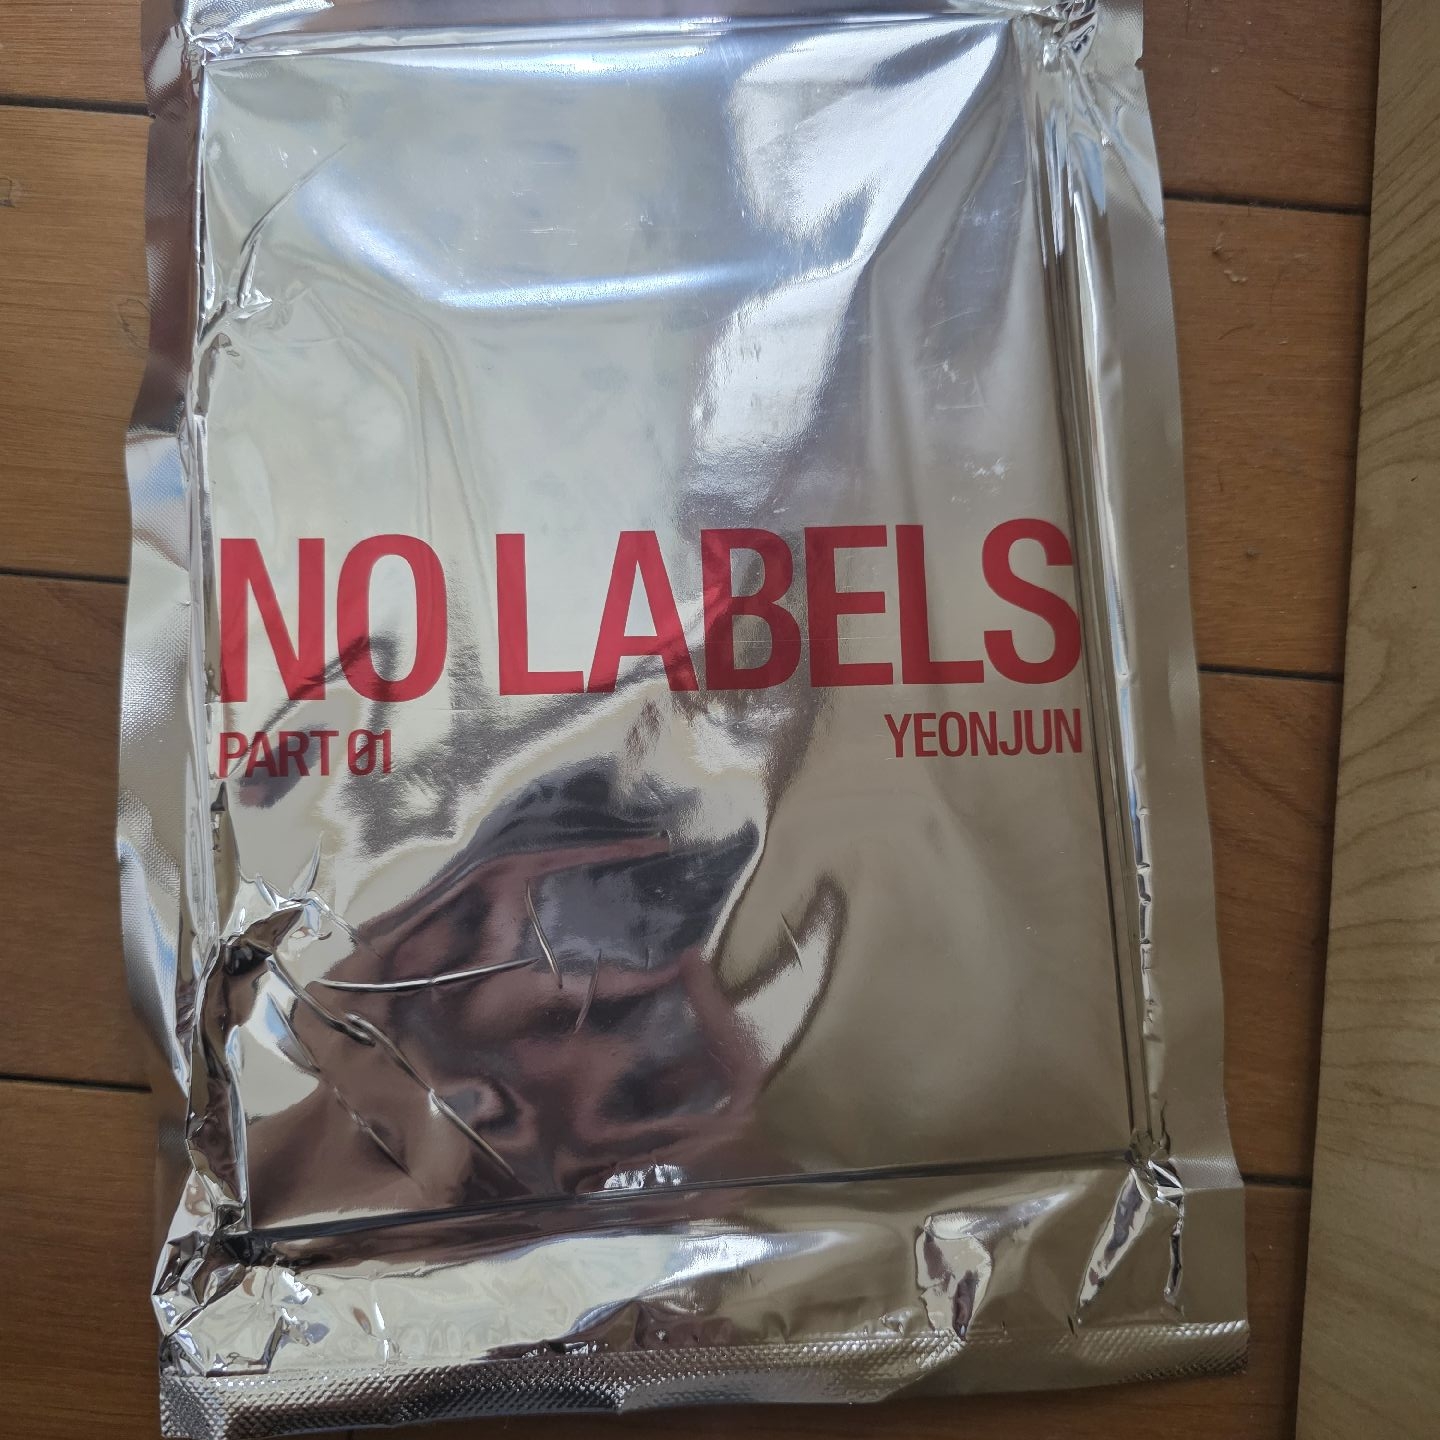 NO LABELS
PART 01
YEONJUN